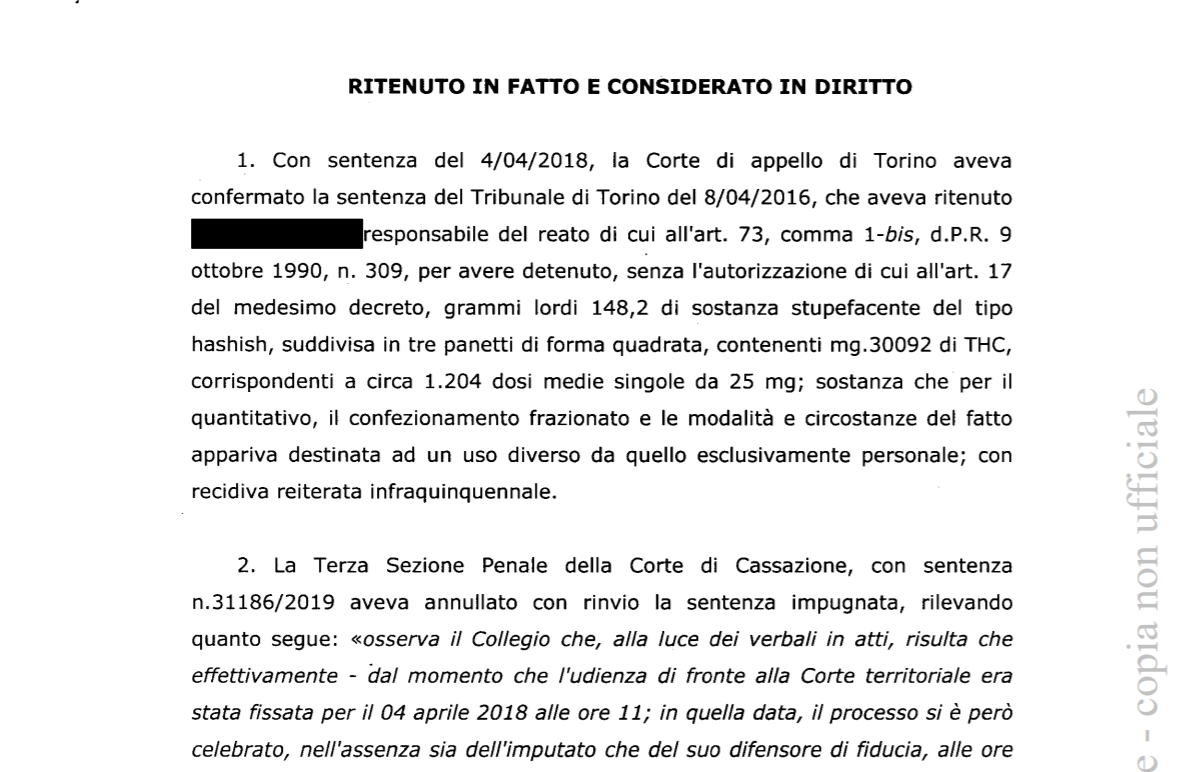 RITENUTO IN FATTO E CONSIDERATO IN DIRITTO
1. Con sentenza del 4/04/2018, la Corte di appello di Torino aveva
confermato la sentenza del Tribunale di Torino del 8/04/2016, che aveva ritenuto
responsabile del reato di cui all'art. 73, comma 1-bis, d.P.R. 9
ottobre 1990, n. 309, per avere detenuto, senza l'autorizzazione di cui all'art. 17
del medesimo decreto, grammi lordi 148,2 di sostanza stupefacente del tipo
hashish, suddivisa in tre panetti di forma quadrata, contenenti mg.30092 di THC,
corrispondenti a circa 1.204 dosi medie singole da 25 mg; sostanza che per il
quantitativo, il confezionamento frazionato e le modalità e circostanze del fatto
appariva destinata ad un uso diverso da quello esclusivamente personale; con
recidiva reiterata infraquinquennale.
2. La Terza Sezione Penale della Corte di Cassazione, con sentenza
n.31186/2019 aveva annullato con rinvio la sentenza impugnata, rilevando
quanto segue: «osserva il Collegio che, alla luce dei verbali in atti, risulta che
effettivamente - dal momento che l'udienza di fronte alla Corte territoriale era
stata fissata per il 04 aprile 2018 alle ore 11; in quella data, il processo si è però
celebrato, nell'assenza sia dell'imputato che del suo difensore di fiducia, alle ore
e - copia non ufficiale